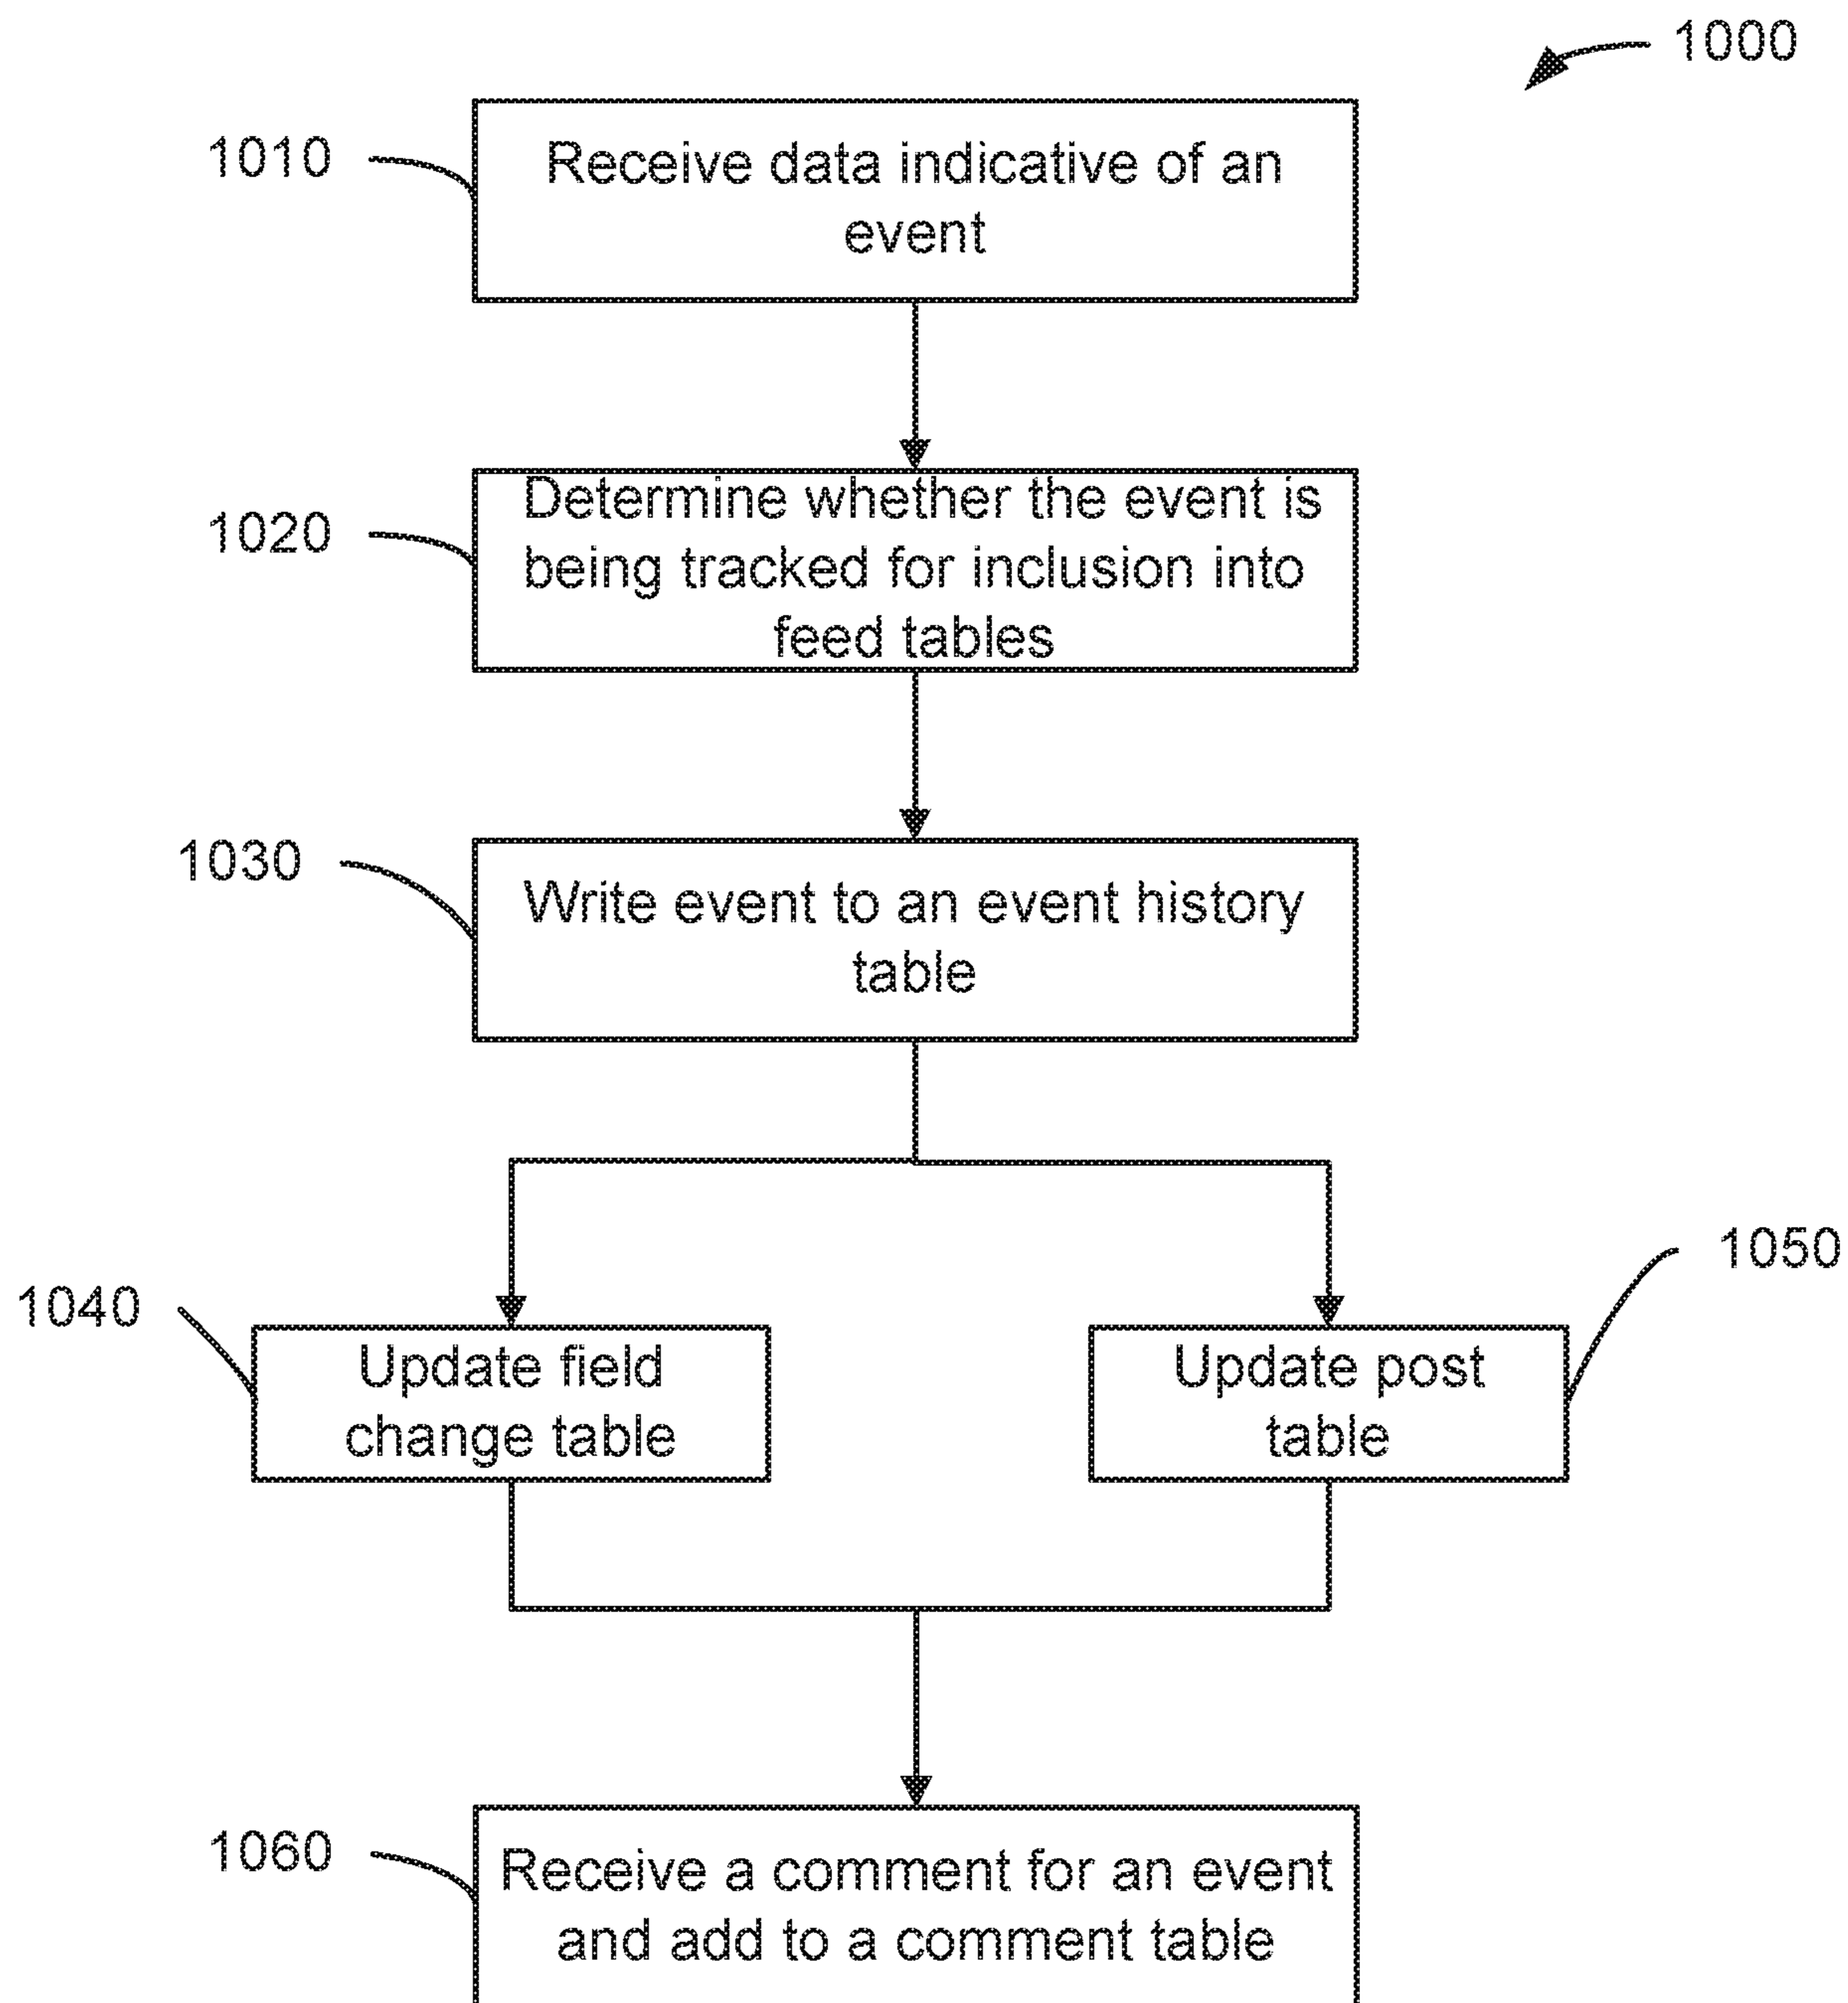 1000
1010
Receive data indicative of an
event
1020
Determine whether the event is
being tracked for inclusion into
feed tables
1030
Write event to an event history
table
1040
Update field
change table
1050
Update post
table
1060
Receive a comment for an event
and add to a comment table